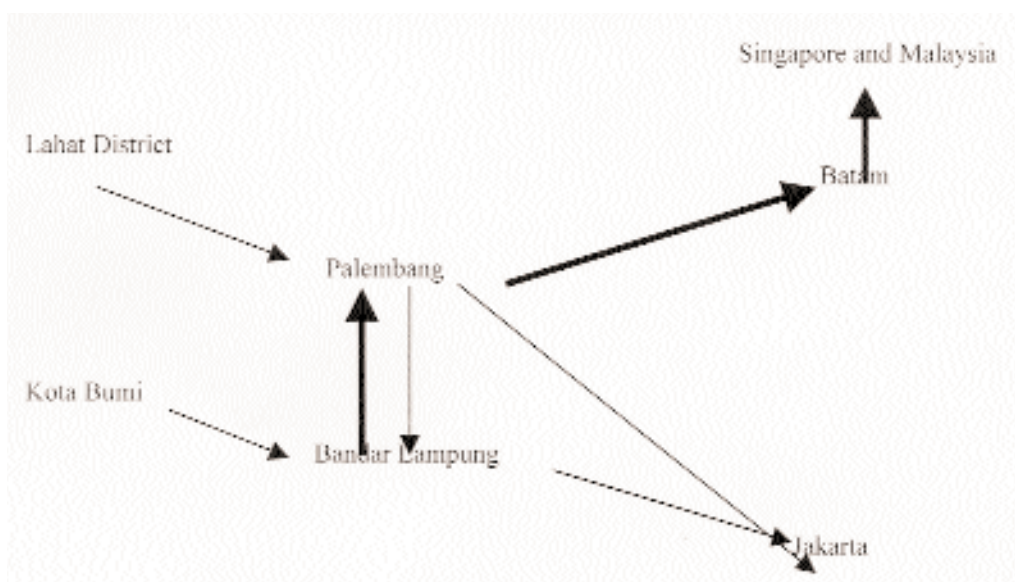 Singapore and Malaysia
Lahat District
Batam
Palembang
Kota Bumi
Bandar Lampung
Jakarta